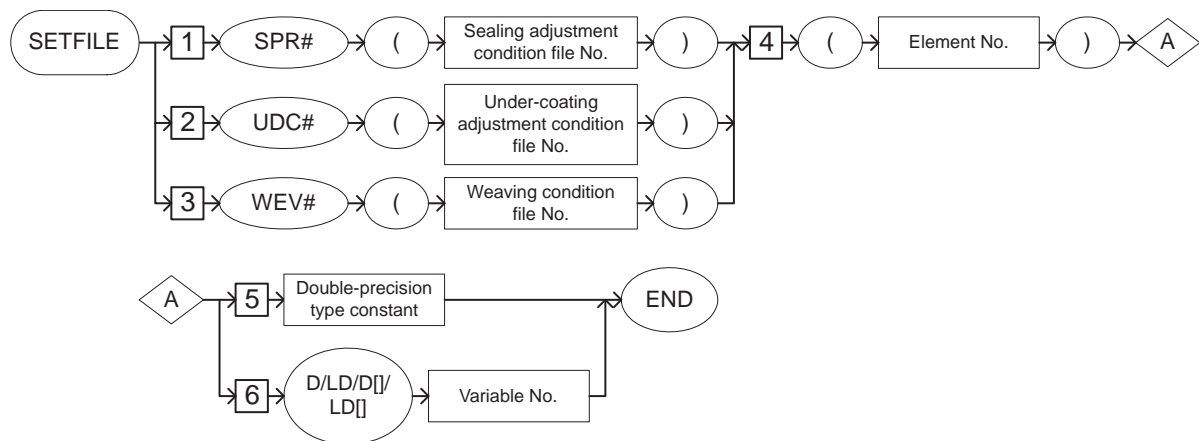 SETFILE 1 SPR# ( Sealing adjustment
condition file No. ) 4 ( Element No. ) A
2 UDC# ( Under-coating
adjustment condition
file No. )
3 WEV# ( Weaving condition
file No. )
A 5 Double-precision
type constant END
6 D/LD/D[]/
LD[] Variable No.